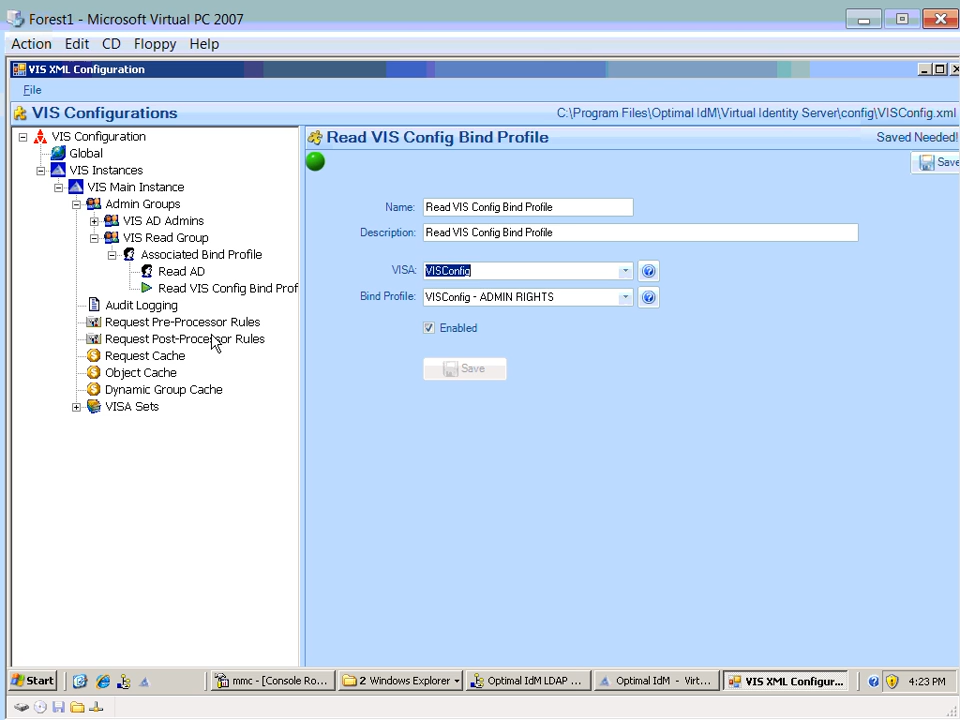 Forest1 - Microsoft Virtual PC 2007
Action Edit CD Floppy Help
VIS XML Configuration
File
VIS Configurations
C:\Program Files\Optimal IdM\Virtual Identity Server\config\VISConfig.xml
VIS Configuration
Global
VIS Instances
VIS Main Instance
Admin Groups
VIS AD Admins
VIS Read Group
Associated Bind Profile
Read AD
Read VIS Config Bind Prof
Audit Logging
Request Pre-Processor Rules
Request Post-Processor Rules
Request Cache
Object Cache
Dynamic Group Cache
VISA Sets
Read VIS Config Bind Profile
Saved Needed!
Save
Name: Read VIS Config Bind Profile
Description: Read VIS Config Bind Profile
VISA: VISConfig
Bind Profile: VISConfig - ADMIN RIGHTS
Enabled
Save
Start
mmc - [Console Ro...
2 Windows Explorer
Optimal IdM LDAP ...
Optimal IdM - Virt...
VIS XML Configur...
4:23 PM